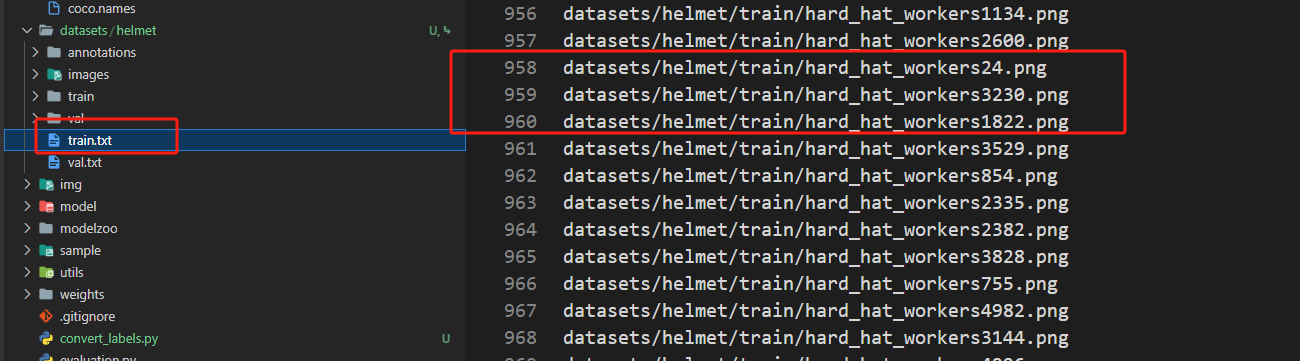 coco.names
datasets / helmet U,
annotations
images
train
val
train.txt
val.txt
img
model
modelzoo
sample
utils
weights
.gitignore
convert_labels.py U
evaluation.py
956 datasets/helmet/train/hard_hat_workers1134.png
957 datasets/helmet/train/hard_hat_workers2600.png
958 datasets/helmet/train/hard_hat_workers24.png
959 datasets/helmet/train/hard_hat_workers3230.png
960 datasets/helmet/train/hard_hat_workers1822.png
961 datasets/helmet/train/hard_hat_workers3529.png
962 datasets/helmet/train/hard_hat_workers854.png
963 datasets/helmet/train/hard_hat_workers2335.png
964 datasets/helmet/train/hard_hat_workers2382.png
965 datasets/helmet/train/hard_hat_workers3828.png
966 datasets/helmet/train/hard_hat_workers755.png
967 datasets/helmet/train/hard_hat_workers4982.png
968 datasets/helmet/train/hard_hat_workers3144.png